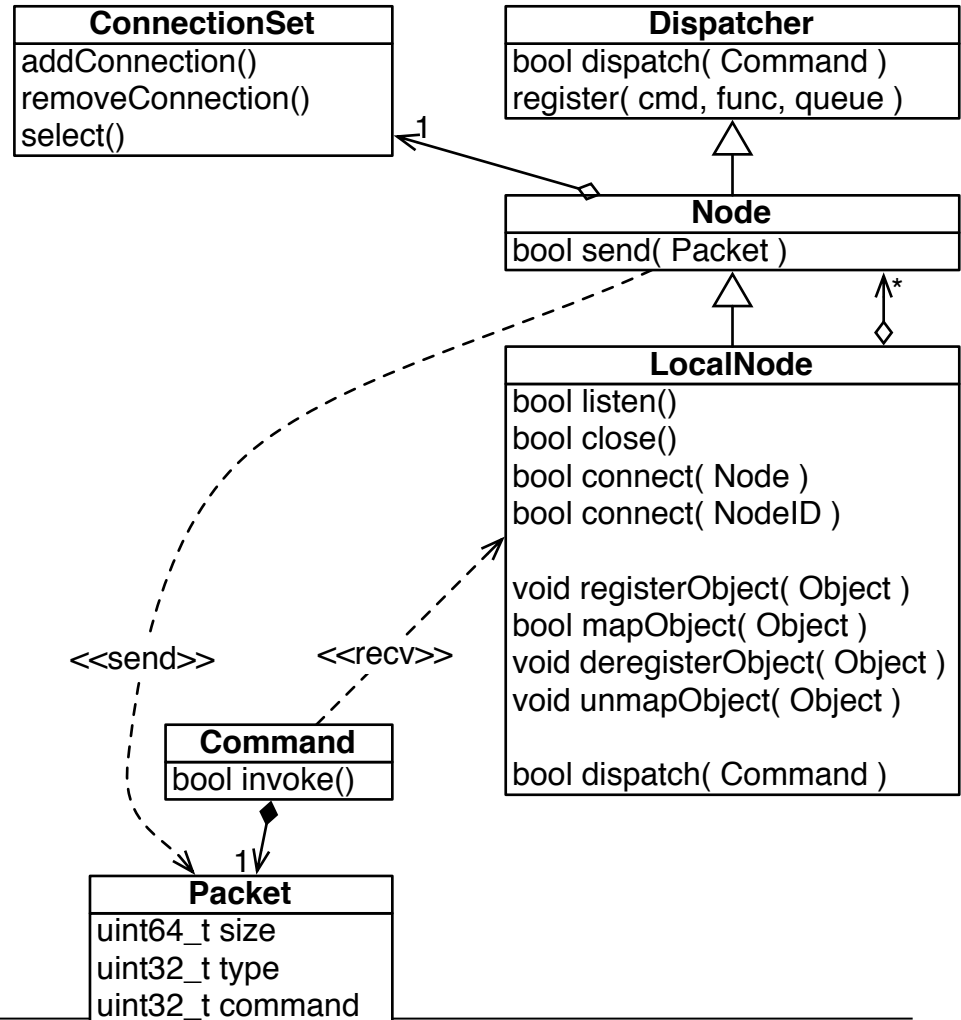 ConnectionSet
addConnection()
removeConnection()
select()
1
Dispatcher
bool dispatch( Command )
register( cmd, func, queue )
Node
bool send( Packet )
*
LocalNode
bool listen()
bool close()
bool connect( Node )
bool connect( NodeID )
void registerObject( Object )
bool mapObject( Object )
void deregisterObject( Object )
void unmapObject( Object )
bool dispatch( Command )
<<send>>
<<recv>>
Command
bool invoke()
1
Packet
uint64_t size
uint32_t type
uint32_t command